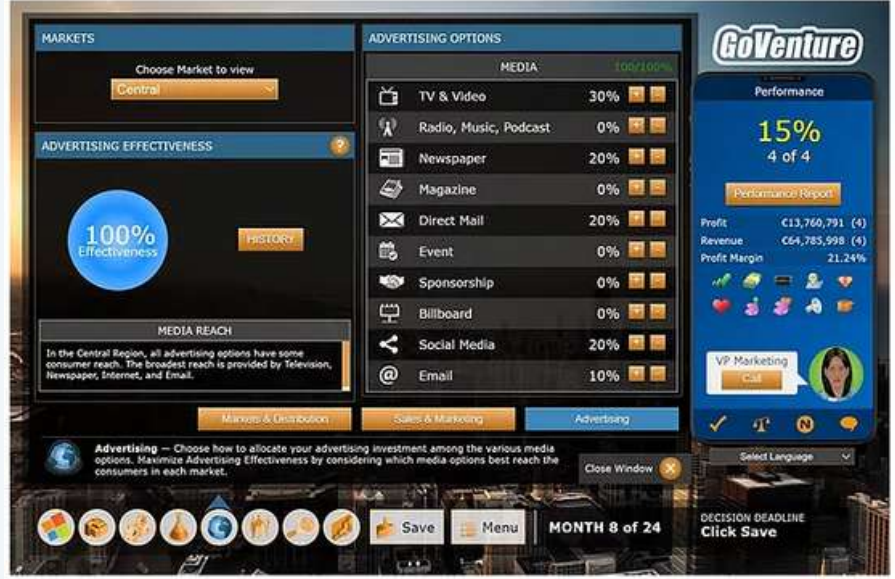 MARKETS
Choose Market to view
Central
ADVERTISING EFFECTIVENESS
?
100%
Effectiveness
HISTORY
MEDIA REACH
In the Central Region, all advertising options have some
consumer reach. The broadest reach is provided by Television,
Newspaper, Internet, and Email.
ADVERTISING OPTIONS
MEDIA 100/100%
TV & Video 30% + -
Radio, Music, Podcast 0% + -
Newspaper 20% + -
Magazine 0% + -
Direct Mail 20% + -
Event 0% + -
Sponsorship 0% + -
Billboard 0% + -
Social Media 20% + -
@ Email 10% + -
Markets & Distribution Sales & Marketing Advertising
Advertising — Choose how to allocate your advertising investment among the various media
options. Maximize Advertising Effectiveness by considering which media options best reach the
consumers in each market.
Close Window X
Save Menu MONTH 8 of 24
GoVenture
Performance
15%
4 of 4
Performance Report
Profit €13,760,791 (4)
Revenue €64,785,998 (4)
Profit Margin 21.24%
VP Marketing
Call
N
Select Language
DECISION DEADLINE
Click Save